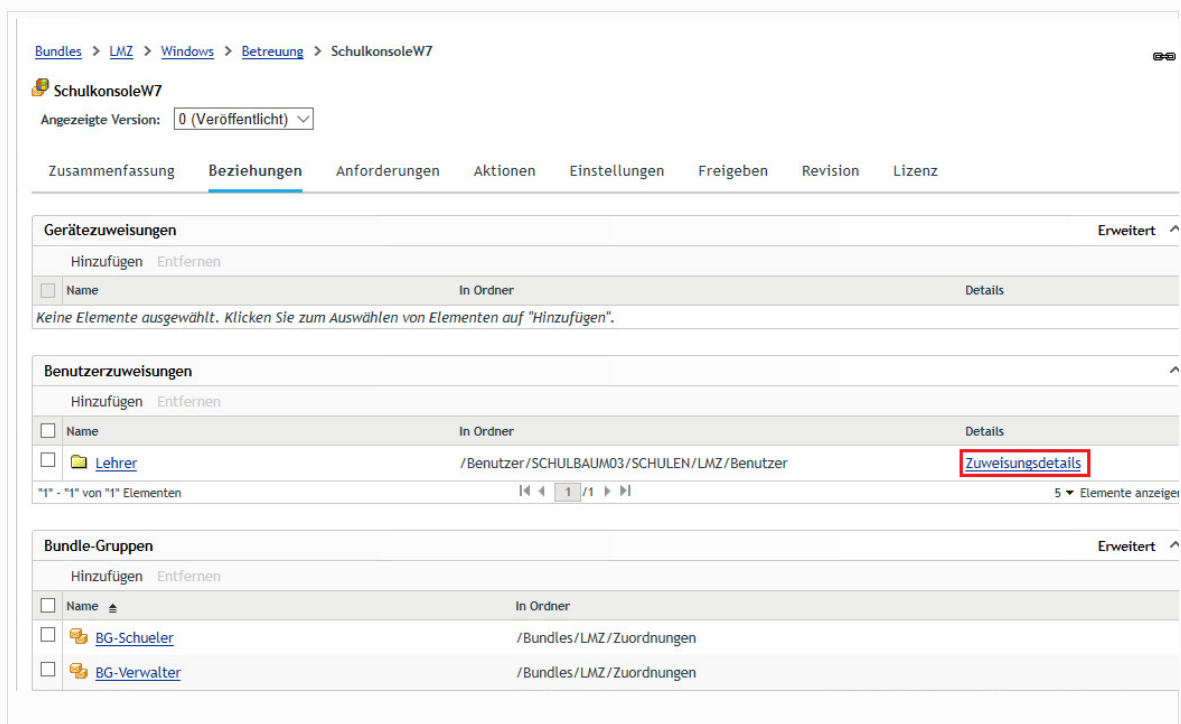 Bundles > LMZ > Windows > Betreuung > SchulkonsoleW7
SchulkonsoleW7
Angezeigte Version: 0 (Veröffentlicht)
Zusammenfassung Beziehungen Anforderungen Aktionen Einstellungen Freigeben Revision Lizenz
Gerätezuweisungen Erweitert
Hinzufügen Entfernen
Name In Ordner Details
Keine Elemente ausgewählt. Klicken Sie zum Auswählen von Elementen auf "Hinzufügen".
Benutzerzuweisungen
Hinzufügen Entfernen
Name In Ordner Details
Lehrer /Benutzer/SCHULBAUM03/SCHULEN/LMZ/Benutzer Zuweisungsdetails
"1" - "1" von "1" Elementen 1 /1 5 Elemente anzeigen
Bundle-Gruppen Erweitert
Hinzufügen Entfernen
Name In Ordner
BG-Schueler /Bundles/LMZ/Zuordnungen
BG-Verwalter /Bundles/LMZ/Zuordnungen